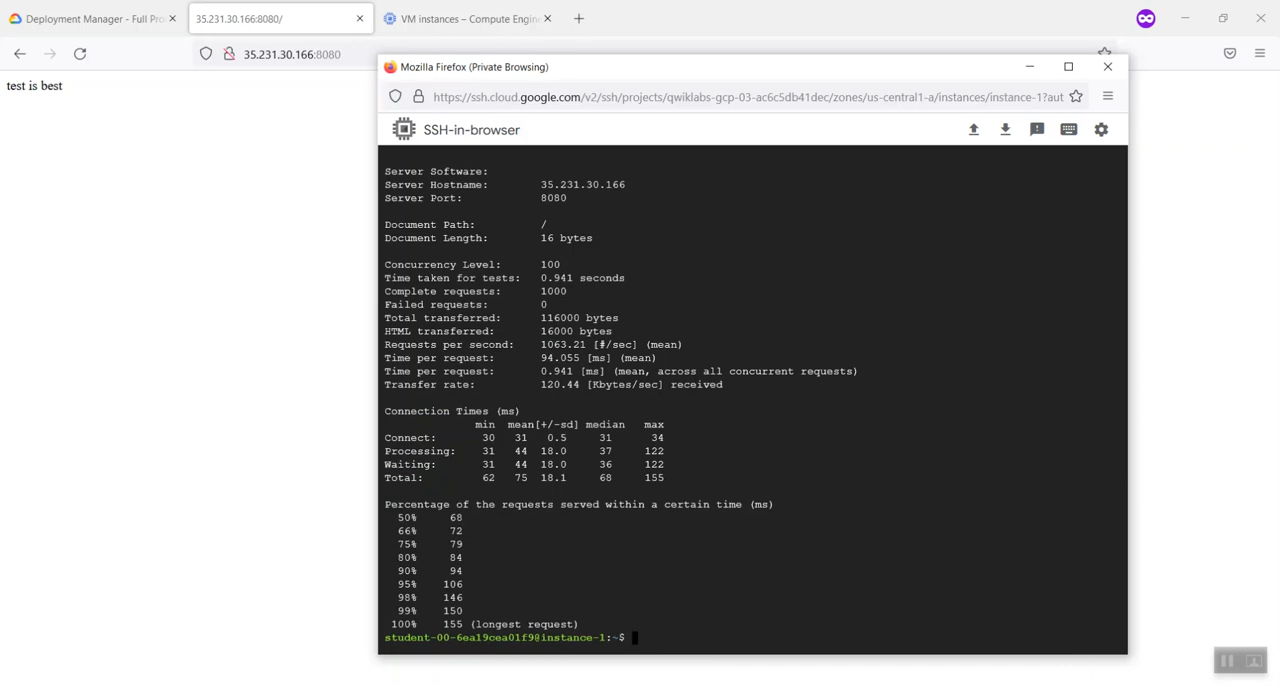 Deployment Manager - Full Pro
35.231.30.166:8080/
VM instances – Compute Engine
35.231.30.166:8080
test is best
Mozilla Firefox (Private Browsing)
https://ssh.cloud.google.com/v2/ssh/projects/qwiklabs-gcp-03-ac6c5db41dec/zones/us-central1-a/instances/instance-1?aut
SSH-in-browser
Server Software:
Server Hostname: 35.231.30.166
Server Port: 8080
Document Path: /
Document Length: 16 bytes
Concurrency Level: 100
Time taken for tests: 0.941 seconds
Complete requests: 1000
Failed requests: 0
Total transferred: 116000 bytes
HTML transferred: 16000 bytes
Requests per second: 1063.21 [#/sec] (mean)
Time per request: 94.055 [ms] (mean)
Time per request: 0.941 [ms] (mean, across all concurrent requests)
Transfer rate: 120.44 [Kbytes/sec] received
Connection Times (ms)
min mean[+/-sd] median max
Connect: 30 31 0.5 31 34
Processing: 31 44 18.0 37 122
Waiting: 31 44 18.0 36 122
Total: 62 75 18.1 68 155
Percentage of the requests served within a certain time (ms)
50% 68
66% 72
75% 79
80% 84
90% 94
95% 106
98% 146
99% 150
100% 155 (longest request)
student-00-6ea19cea01f9@instance-1:~$